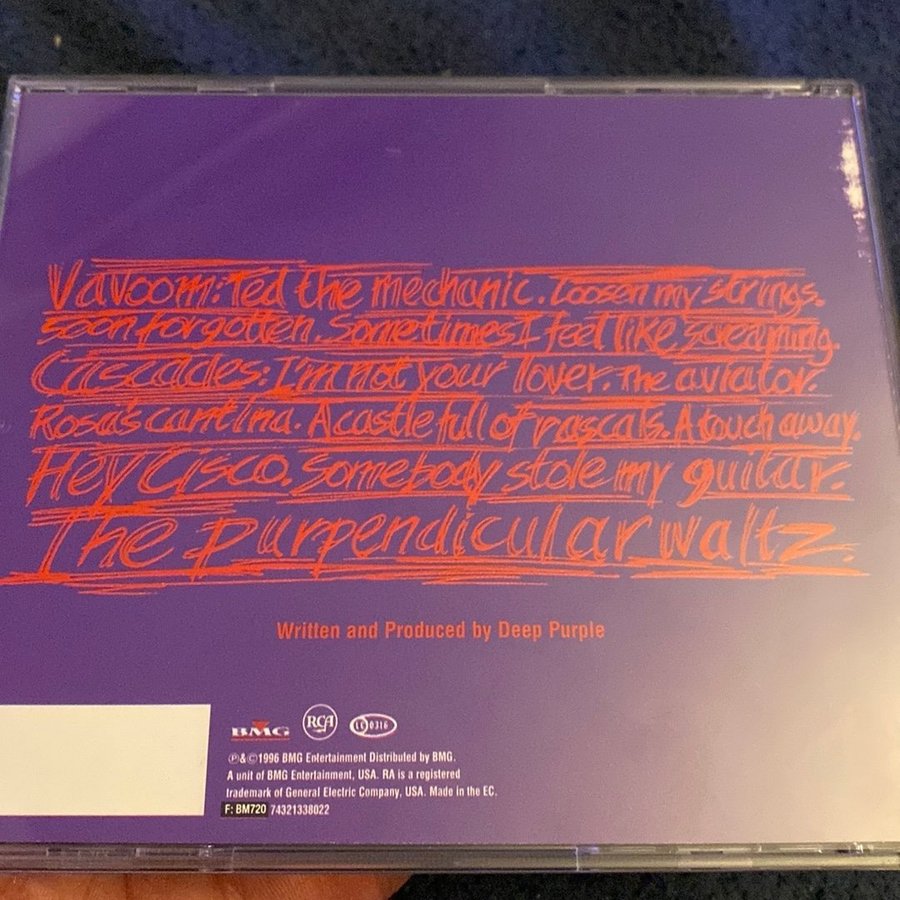 Vavoom: Ted the mechanic. Loosen my strings.
Soon forgotten. Sometimes I feel like screaming.
Cascades: I'm not your lover. The aviator.
Rosa's cantina. A castle full of rascals. A touch away.
Hey Cisco. Somebody stole my guitar.
The purpendicular waltz.
Written and Produced by Deep Purple
BMG RCA LC 0316
℗&©1996 BMG Entertainment Distributed by BMG.
A unit of BMG Entertainment, USA. RA is a registered
trademark of General Electric Company, USA. Made in the EC.
F: BM720 74321338022